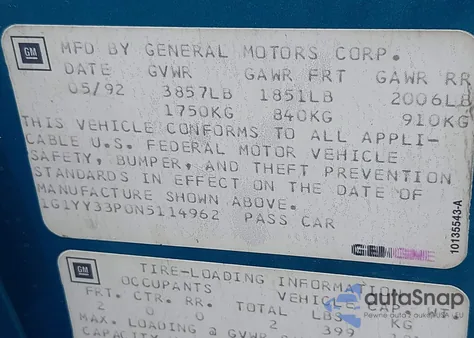 GM
MFD BY GENERAL MOTORS CORP.
DATE GVWR GAWR FRT GAWR RR
05/92 3857LB 1851LB 2006LB
1750KG 840KG 910KG
THIS VEHICLE CONFORMS TO ALL APPLI-
CABLE U.S. FEDERAL MOTOR VEHICLE
SAFETY, BUMPER, AND THEFT PREVENTION
STANDARDS IN EFFECT ON THE DATE OF
MANUFACTURE SHOWN ABOVE.
1G1YY33P0N5114962 PASS CAR
10135543-A
GM
TIRE-LOADING INFORMATION
OCCUPANTS VEHICLE CAP. WT.
FRT. CTR. RR. TOTAL LBS KG
2 0 0 2 399
MAX. LOADING @ GVWR
autoSnap